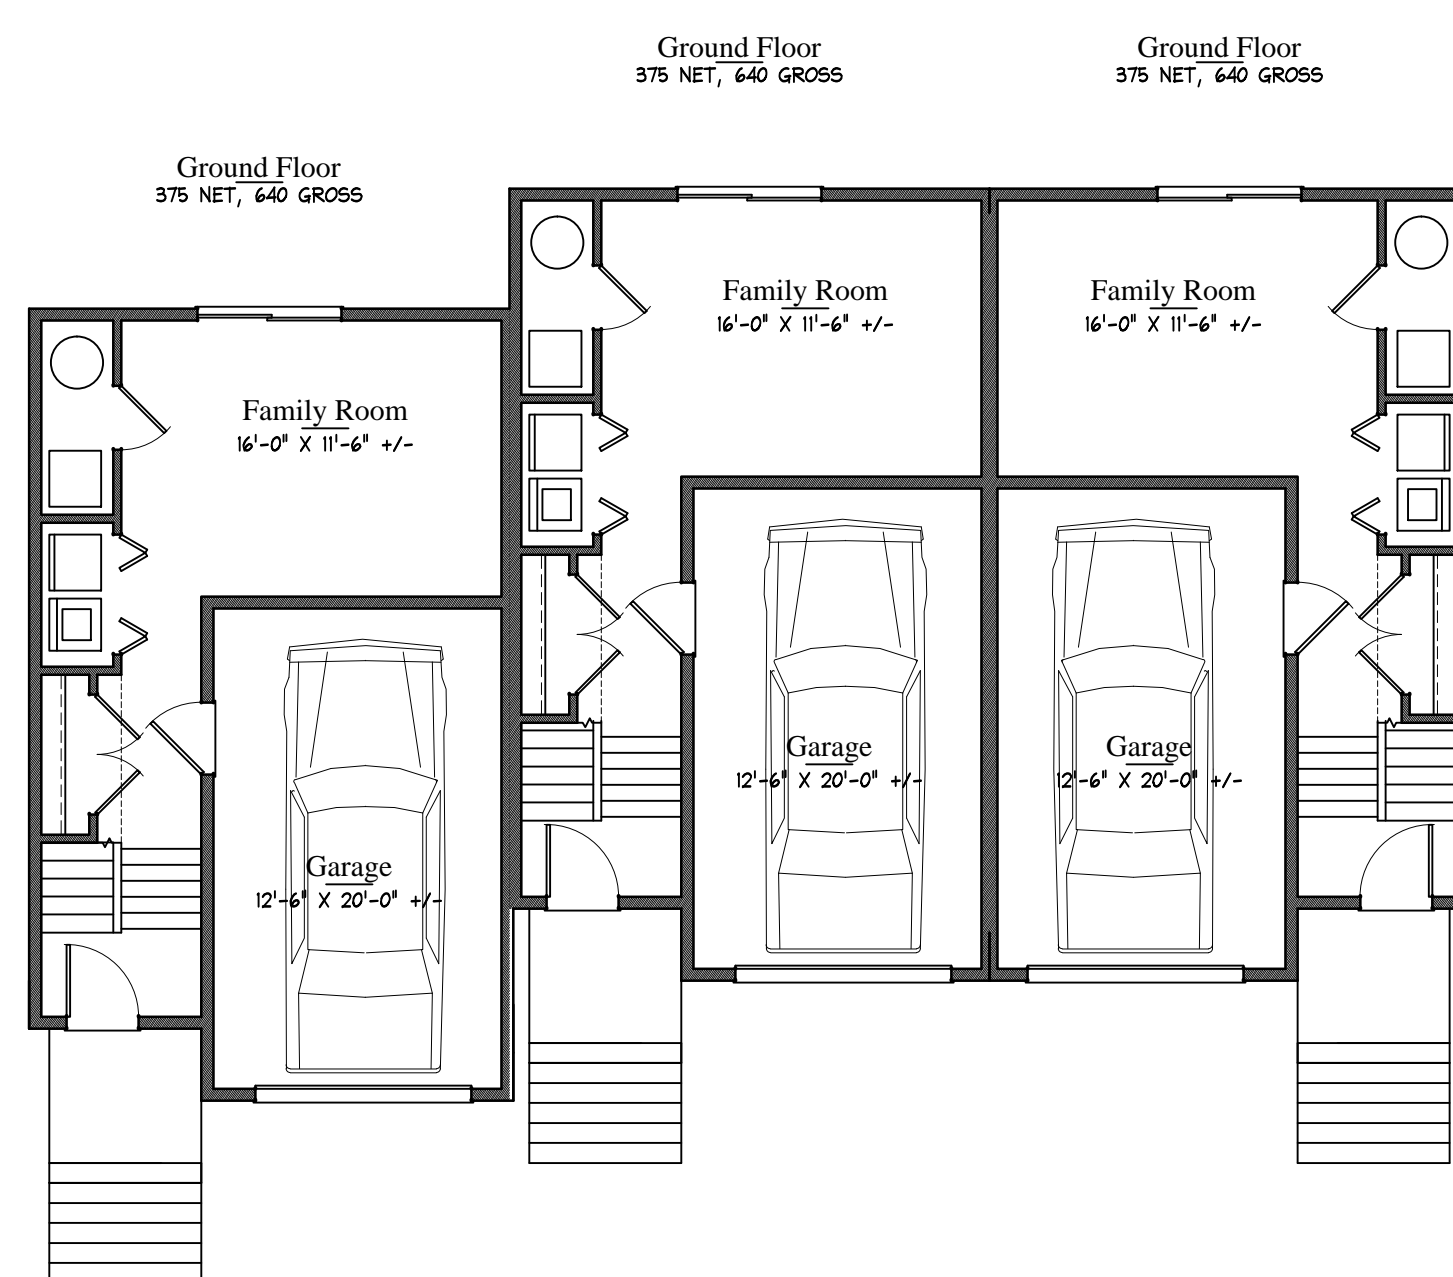 Ground Floor
375 NET, 640 GROSS
Ground Floor
375 NET, 640 GROSS
Ground Floor
375 NET, 640 GROSS
Family Room
16'-0" X 11'-6" +/-
Family Room
16'-0" X 11'-6" +/-
Family Room
16'-0" X 11'-6" +/-
Garage
12'-6" X 20'-0" +/-
Garage
12'-6" X 20'-0" +/-
Garage
12'-6" X 20'-0" +/-